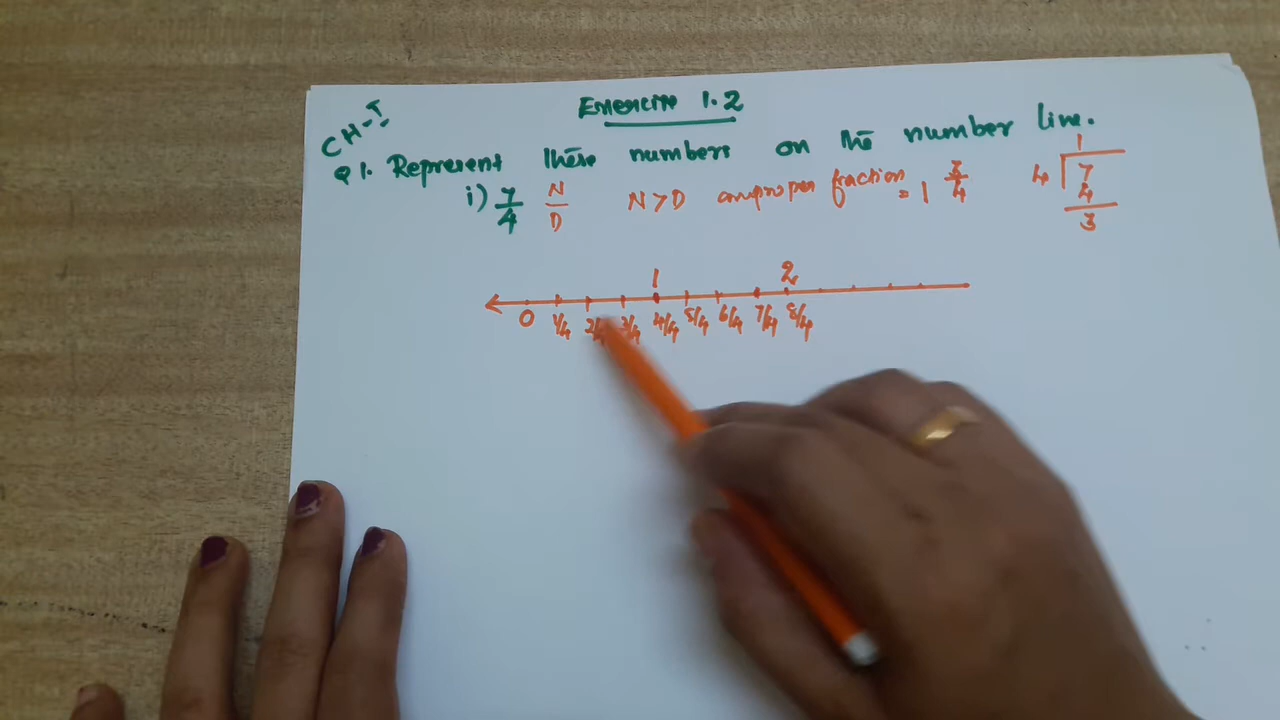 Exercise 1.2
CH-I
Q1. Represent these numbers on the number line.
i) 7/4 N/D N>D improper fraction = 1 3/4
1
4 7
4
3
1 2
0 1/4 2/4 3/4 4/4 5/4 6/4 7/4 8/4